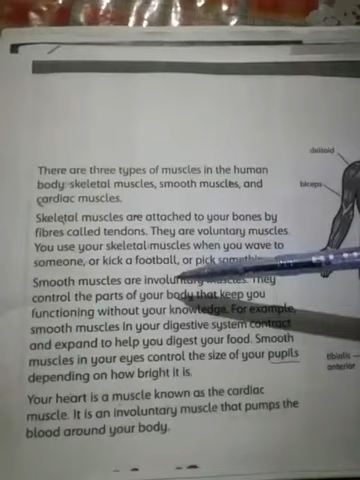 There are three types of muscles in the human
body: skeletal muscles, smooth muscles, and
cardiac muscles.
Skeletal muscles are attached to your bones by
fibres called tendons. They are voluntary muscles.
You use your skeletal muscles when you wave to
someone, or kick a football, or pick
Smooth muscles are involuntary muscles. They
control the parts of your body that keep you
functioning without your knowledge. For example,
smooth muscles in your digestive system contract
and expand to help you digest your food. Smooth
muscles in your eyes control the size of your pupils
depending on how bright it is.
Your heart is a muscle known as the cardiac
muscle. It is an involuntary muscle that pumps the
blood around your body.
deltoid
biceps
tibialis
anterior